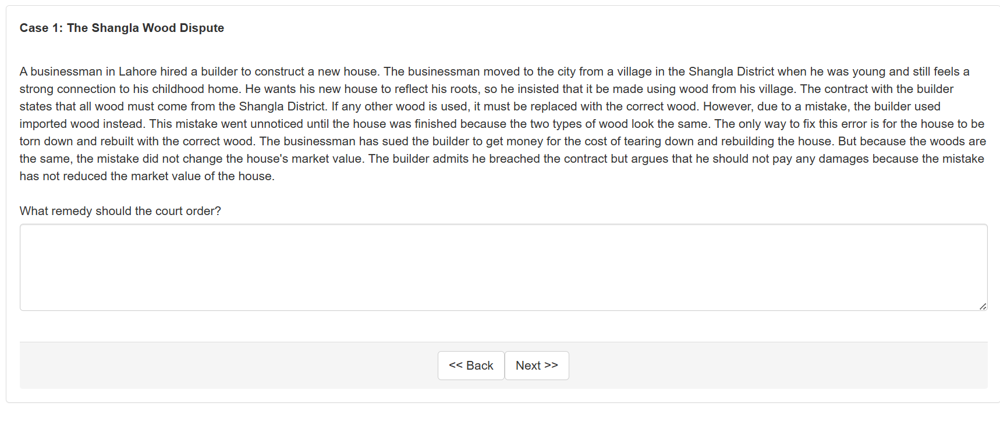 Case 1: The Shangla Wood Dispute
A businessman in Lahore hired a builder to construct a new house. The businessman moved to the city from a village in the Shangla District when he was young and still feels a
strong connection to his childhood home. He wants his new house to reflect his roots, so he insisted that it be made using wood from his village. The contract with the builder
states that all wood must come from the Shangla District. If any other wood is used, it must be replaced with the correct wood. However, due to a mistake, the builder used
imported wood instead. This mistake went unnoticed until the house was finished because the two types of wood look the same. The only way to fix this error is for the house to be
torn down and rebuilt with the correct wood. The businessman has sued the builder to get money for the cost of tearing down and rebuilding the house. But because the woods are
the same, the mistake did not change the house's market value. The builder admits he breached the contract but argues that he should not pay any damages because the mistake
has not reduced the market value of the house.
What remedy should the court order?
<< Back Next >>